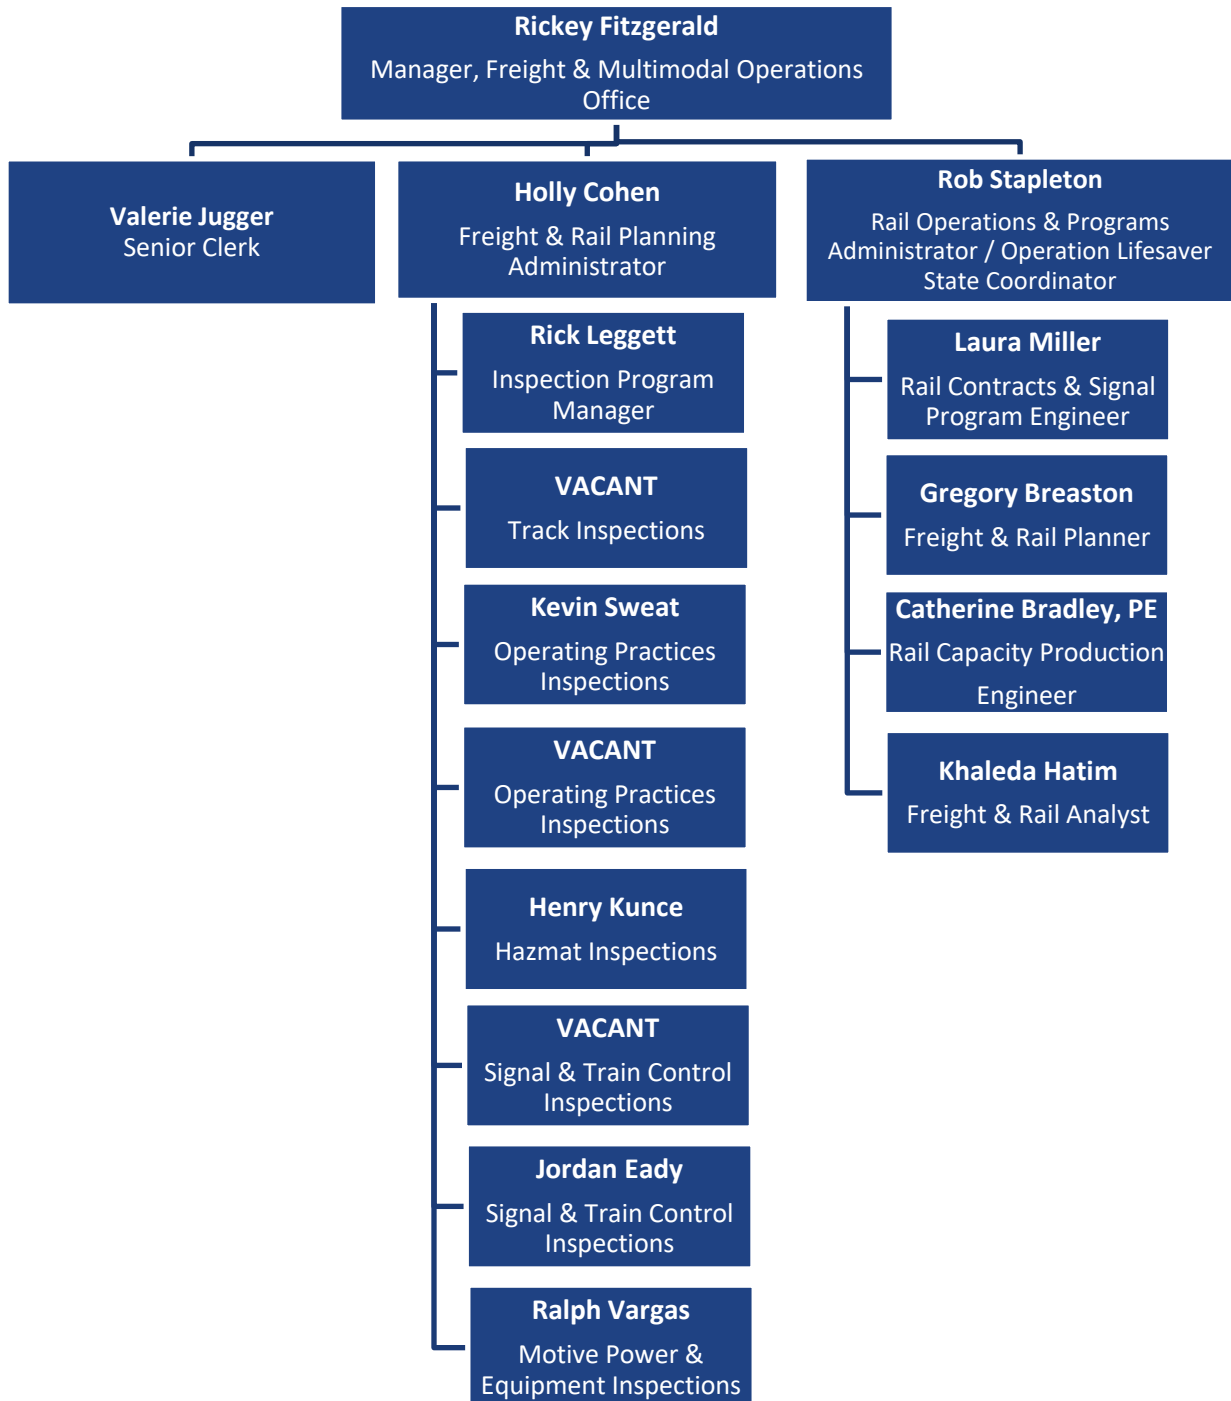 Rickey Fitzgerald
Manager, Freight & Multimodal Operations
Office
Valerie Jugger
Senior Clerk
Holly Cohen
Freight & Rail Planning
Administrator
Rob Stapleton
Rail Operations & Programs
Administrator / Operation Lifesaver
State Coordinator
Rick Leggett
Inspection Program
Manager
VACANT
Track Inspections
Kevin Sweat
Operating Practices
Inspections
VACANT
Operating Practices
Inspections
Henry Kunce
Hazmat Inspections
VACANT
Signal & Train Control
Inspections
Jordan Eady
Signal & Train Control
Inspections
Ralph Vargas
Motive Power &
Equipment Inspections
Laura Miller
Rail Contracts & Signal
Program Engineer
Gregory Breaston
Freight & Rail Planner
Catherine Bradley, PE
Rail Capacity Production
Engineer
Khaleda Hatim
Freight & Rail Analyst